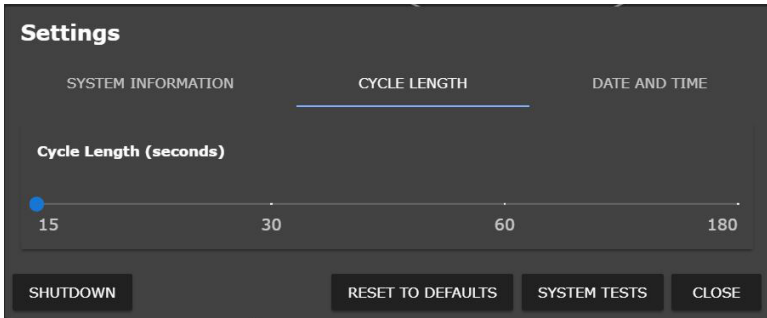 Settings
SYSTEM INFORMATION CYCLE LENGTH DATE AND TIME
Cycle Length (seconds)
15 30 60 180
SHUTDOWN RESET TO DEFAULTS SYSTEM TESTS CLOSE